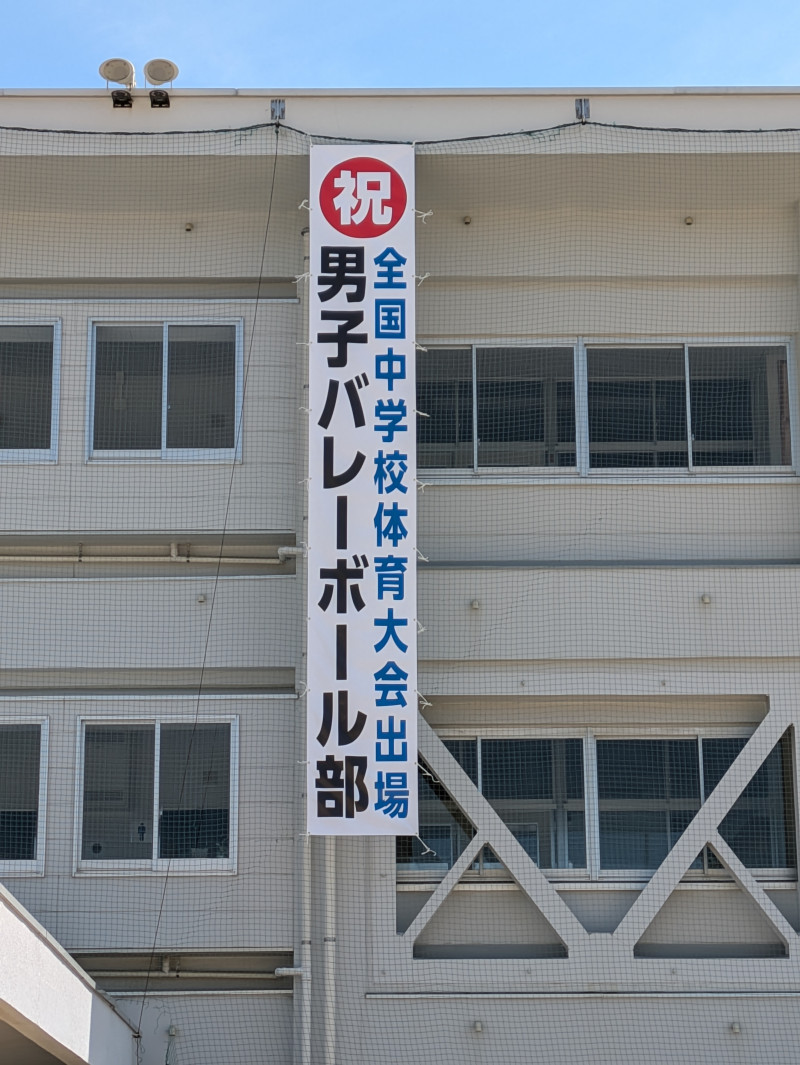 祝
全国中学校体育大会出場
男子バレーボール部